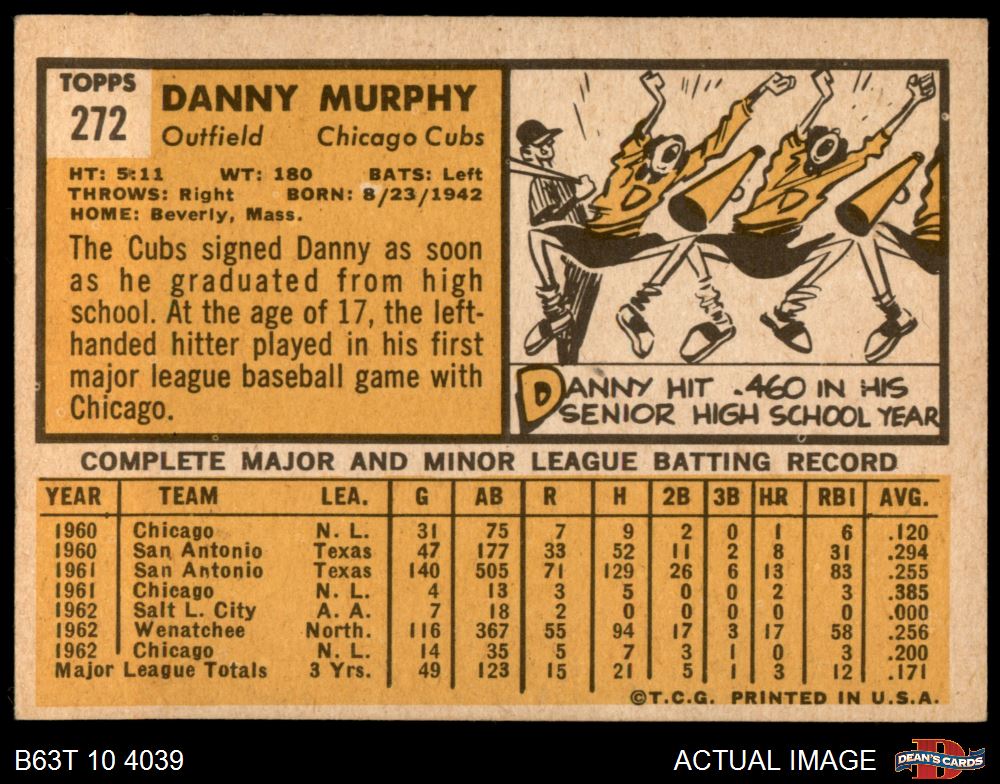 TOPPS
272
DANNY MURPHY
Outfield Chicago Cubs
HT: 5:11 WT: 180 BATS: Left
THROWS: Right BORN: 8/23/1942
HOME: Beverly, Mass.
The Cubs signed Danny as soon
as he graduated from high
school. At the age of 17, the left-
handed hitter played in his first
major league baseball game with
Chicago.
D
D
DANNY HIT .460 IN HIS
SENIOR HIGH SCHOOL YEAR
COMPLETE MAJOR AND MINOR LEAGUE BATTING RECORD
YEAR TEAM LEA. G AB R H 2B 3B HR RBI AVG.
1960 Chicago N. L. 31 75 7 9 2 0 1 6 .120
1960 San Antonio Texas 47 177 33 52 11 2 8 31 .294
1961 San Antonio Texas 140 505 71 129 26 6 13 83 .255
1961 Chicago N. L. 4 13 3 5 0 0 2 3 .385
1962 Salt L. City A. A. 7 18 2 0 0 0 0 0 .000
1962 Wenatchee North. 116 367 55 94 17 3 17 58 .256
1962 Chicago N. L. 14 35 5 7 3 1 0 3 .200
Major League Totals 3 Yrs. 49 123 15 21 5 1 3 12 .171
©T.C.G. PRINTED IN U.S.A.
B63T 10 4039 ACTUAL IMAGE
D
DEAN'S CARDS